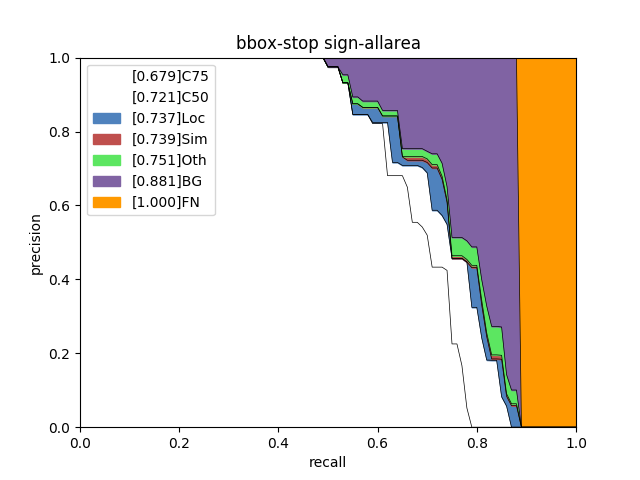 bbox-stop sign-allarea
1.0
0.8
0.6
0.4
0.2
0.0
precision
[0.679]C75
[0.721]C50
[0.737]Loc
[0.739]Sim
[0.751]Oth
[0.881]BG
[1.000]FN
0.0 0.2 0.4 0.6 0.8 1.0
recall